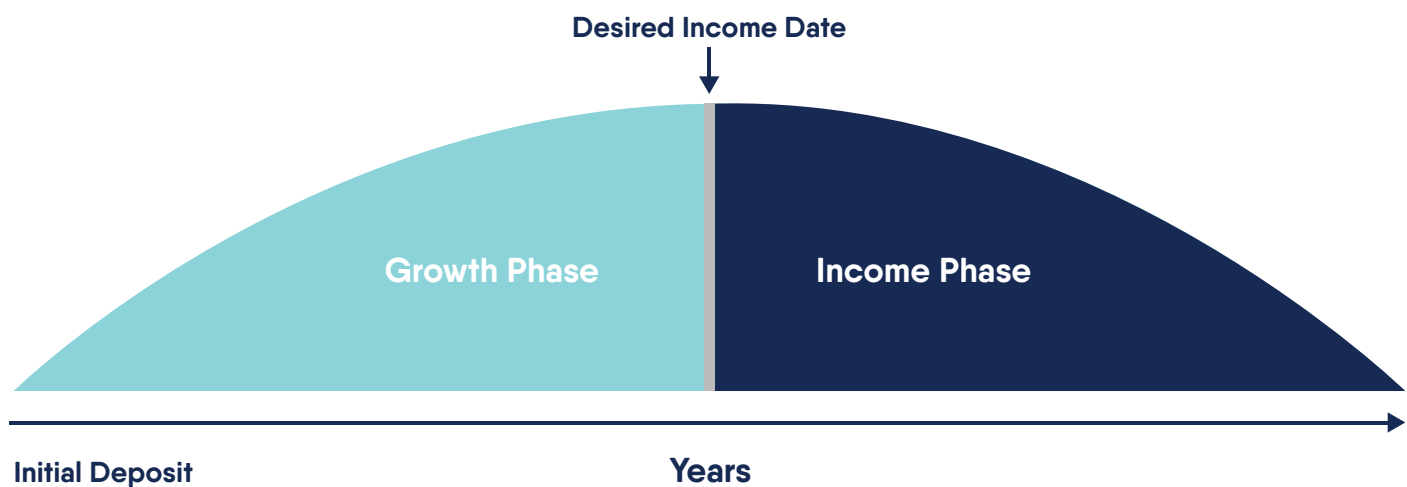 Desired Income Date
Growth Phase
Income Phase
Initial Deposit
Years